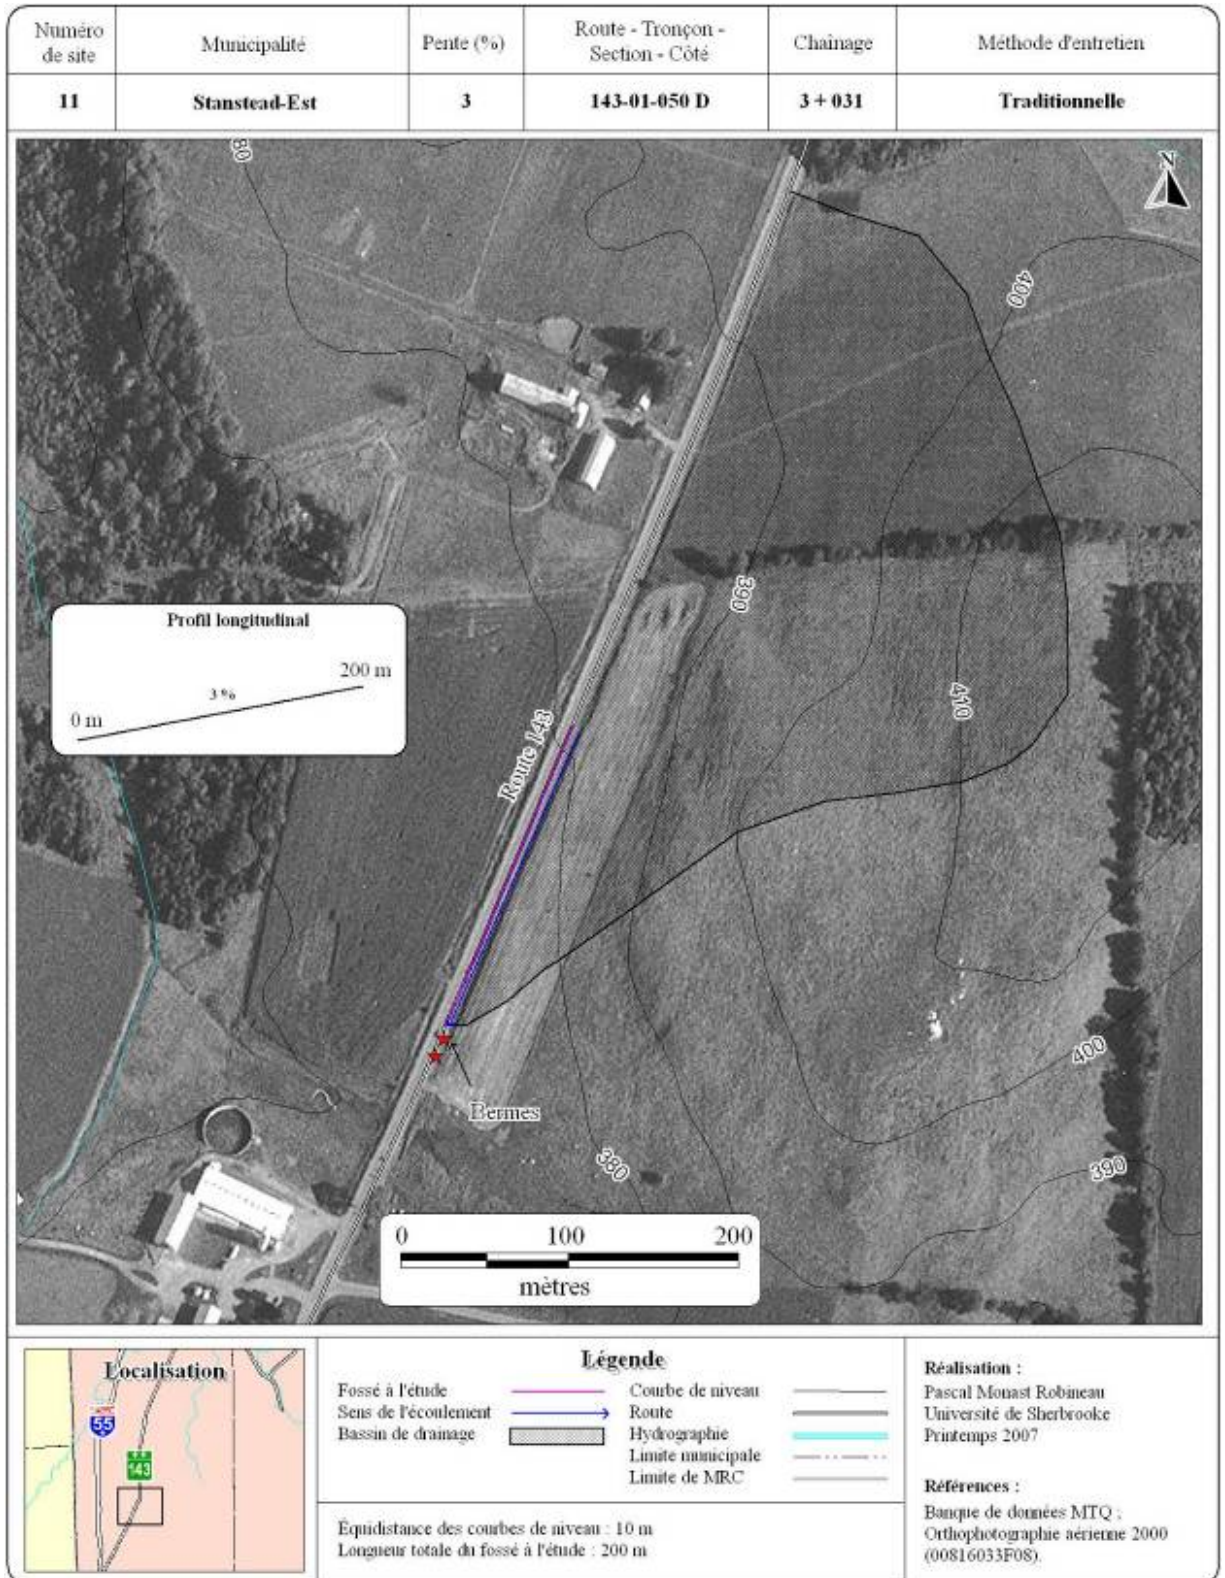 Numéro
de site
Municipalité
Pente (%)
Route - Tronçon -
Section - Côté
Chaînage
Méthode d'entretien
11
Stanstead-Est
3
143-01-050 D
3 + 031
Traditionnelle
80
N
400
390
Profil longitudinal
200 m
3 %
0 m
410
Route 143
400
Bermes
380
390
0 100 200
mètres
Localisation
55
143
Légende
Fossé à l'étude
Sens de l'écoulement
Bassin de drainage
Courbe de niveau
Route
Hydrographie
Limite municipale
Limite de MRC
Équidistance des courbes de niveau : 10 m
Longueur totale du fossé à l'étude : 200 m
Réalisation :
Pascal Monast Robineau
Université de Sherbrooke
Printemps 2007
Références :
Banque de données MTQ ;
Orthophotographie aérienne 2000
(00816033F08).